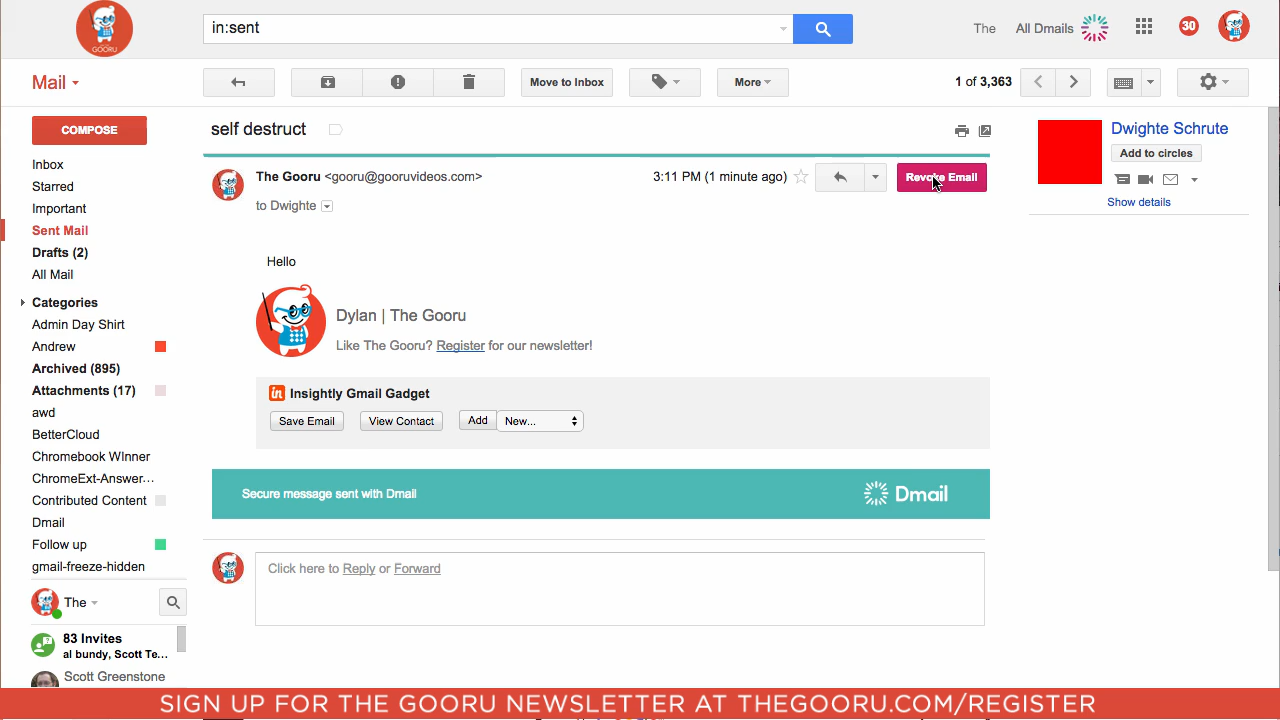 GOORU
in:sent
The
All Dmails
30
Mail
Move to Inbox
More
1 of 3,363
COMPOSE
self destruct
Dwighte Schrute
Add to circles
Show details
The Gooru <gooru@gooruvideos.com>
3:11 PM (1 minute ago)
Revoke Email
to Dwighte
Inbox
Starred
Important
Sent Mail
Drafts (2)
All Mail
Categories
Admin Day Shirt
Andrew
Archived (895)
Attachments (17)
awd
BetterCloud
Chromebook WInner
ChromeExt-Answer...
Contributed Content
Dmail
Follow up
gmail-freeze-hidden
Hello
Dylan | The Gooru
Like The Gooru? Register for our newsletter!
in Insightly Gmail Gadget
Save Email
View Contact
Add
New...
Secure message sent with Dmail
Dmail
Click here to Reply or Forward
The
83 Invites
al bundy, Scott Te...
Scott Greenstone
SIGN UP FOR THE GOORU NEWSLETTER AT THEGOORU.COM/REGISTER